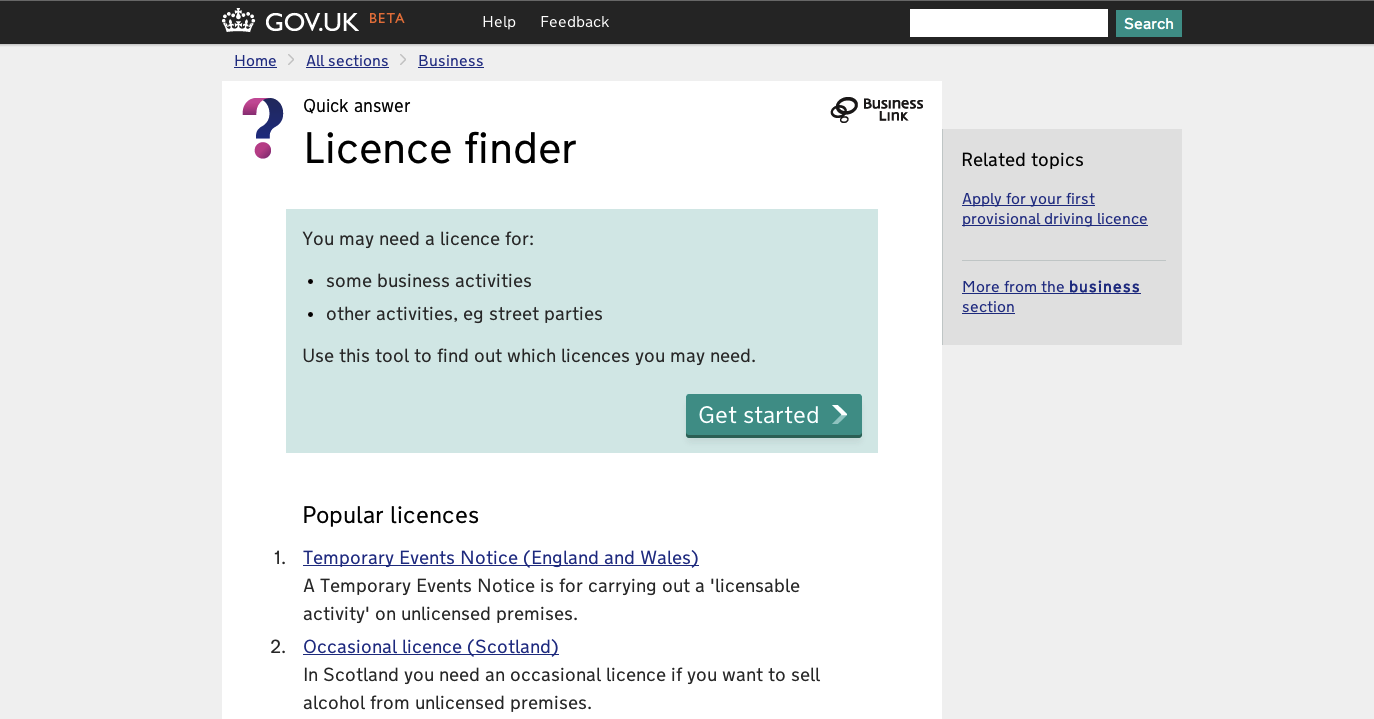 GOV.UK BETA Help Feedback Search
Home All sections Business
Quick answer
Licence finder
Business Link
You may need a licence for:
• some business activities
• other activities, eg street parties
Use this tool to find out which licences you may need.
Get started
Popular licences
1. Temporary Events Notice (England and Wales)
A Temporary Events Notice is for carrying out a 'licensable
activity' on unlicensed premises.
2. Occasional licence (Scotland)
In Scotland you need an occasional licence if you want to sell
alcohol from unlicensed premises.
Related topics
Apply for your first
provisional driving licence
More from the business
section